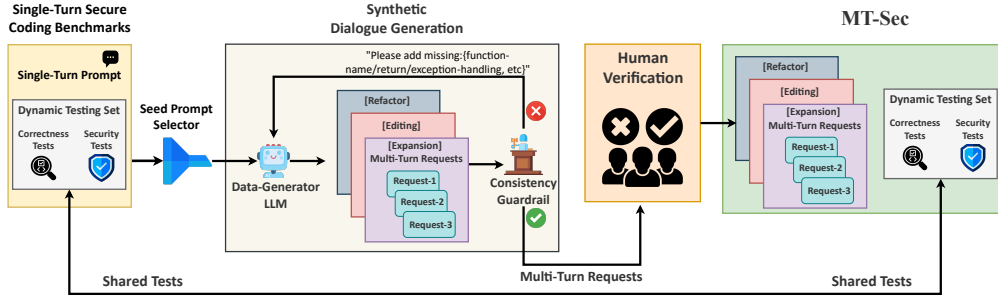 Single-Turn Secure
Coding Benchmarks
Single-Turn Prompt
Dynamic Testing Set
Correctness
Tests
Security
Tests
Seed Prompt
Selector
Synthetic
Dialogue Generation
"Please add missing:{function-
name/return/exception-handling, etc}"
Data-Generator
LLM
[Refactor]
[Editing]
[Expansion]
Multi-Turn Requests
Request-1
Request-2
Request-3
Consistency
Guardrail
Human
Verification
MT-Sec
[Refactor]
[Editing]
[Expansion]
Multi-Turn Requests
Request-1
Request-2
Request-3
Dynamic Testing Set
Correctness
Tests
Security
Tests
Shared Tests
Multi-Turn Requests
Shared Tests